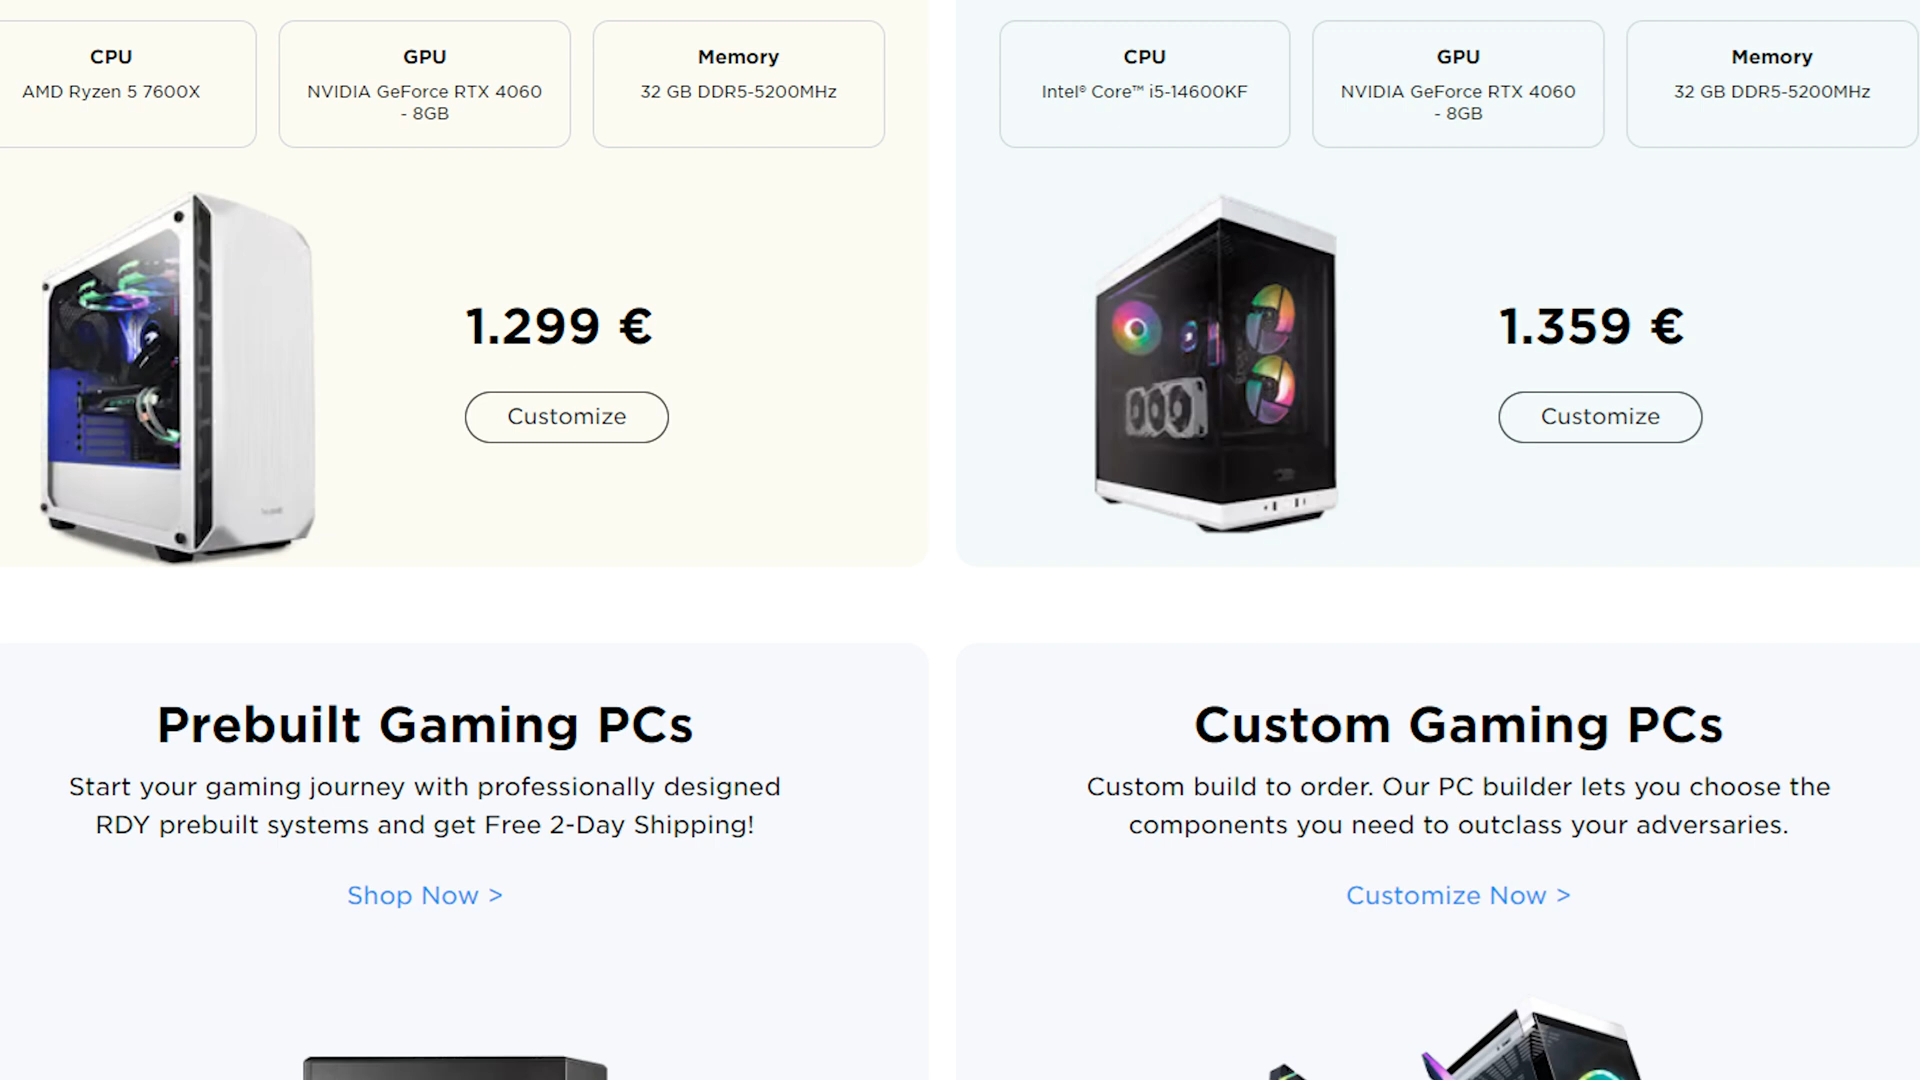 CPU
AMD Ryzen 5 7600X
GPU
NVIDIA GeForce RTX 4060
- 8GB
Memory
32 GB DDR5-5200MHz
CPU
Intel® Core™ i5-14600KF
GPU
NVIDIA GeForce RTX 4060
- 8GB
Memory
32 GB DDR5-5200MHz
1.299 €
Customize
1.359 €
Customize
Prebuilt Gaming PCs
Start your gaming journey with professionally designed
RDY prebuilt systems and get Free 2-Day Shipping!
Shop Now >
Custom Gaming PCs
Custom build to order. Our PC builder lets you choose the
components you need to outclass your adversaries.
Customize Now >